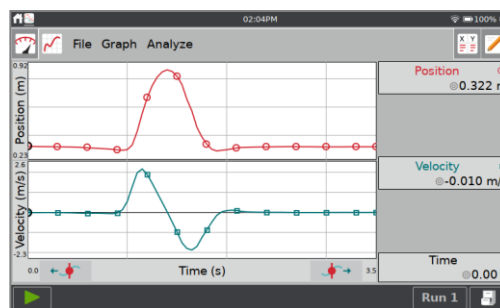 02:04PM
100%
File Graph Analyze
X Y
Position
0.322
Velocity
-0.010 m/
Time
0.00
0.92
Position (m)
0.23
2.6
Velocity (m/s)
-2.3
0.0
Time (s)
3.5
Run 1